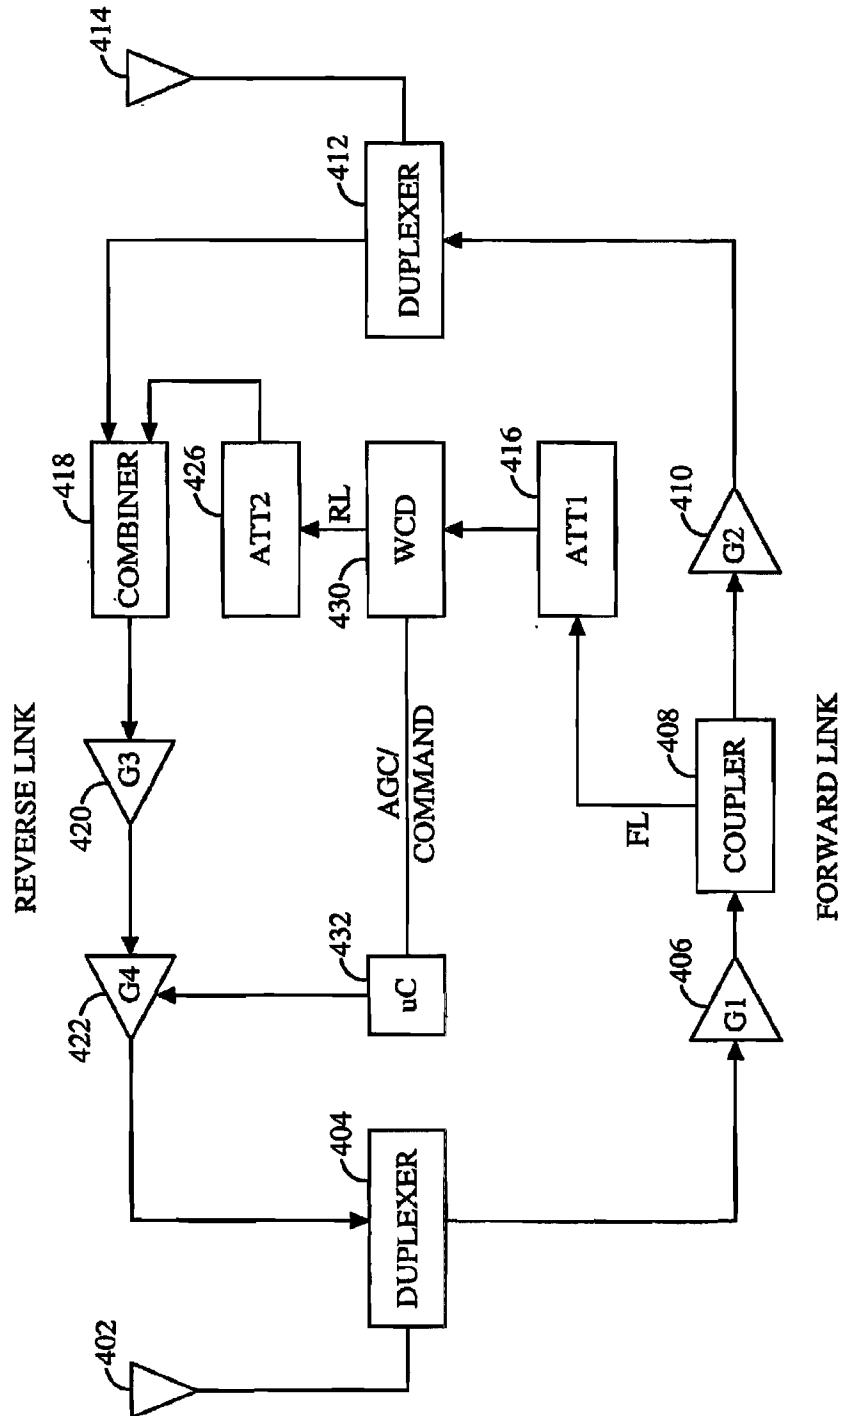 REVERSE LINK
402
DUPLEXER
404
422
G4
420
G3
418
COMBINER
414
432
uC
AGC/
COMMAND
430
WCD
RL
426
ATT2
412
DUPLEXER
416
ATT1
FL
406
G1
408
COUPLER
410
G2
FORWARD LINK